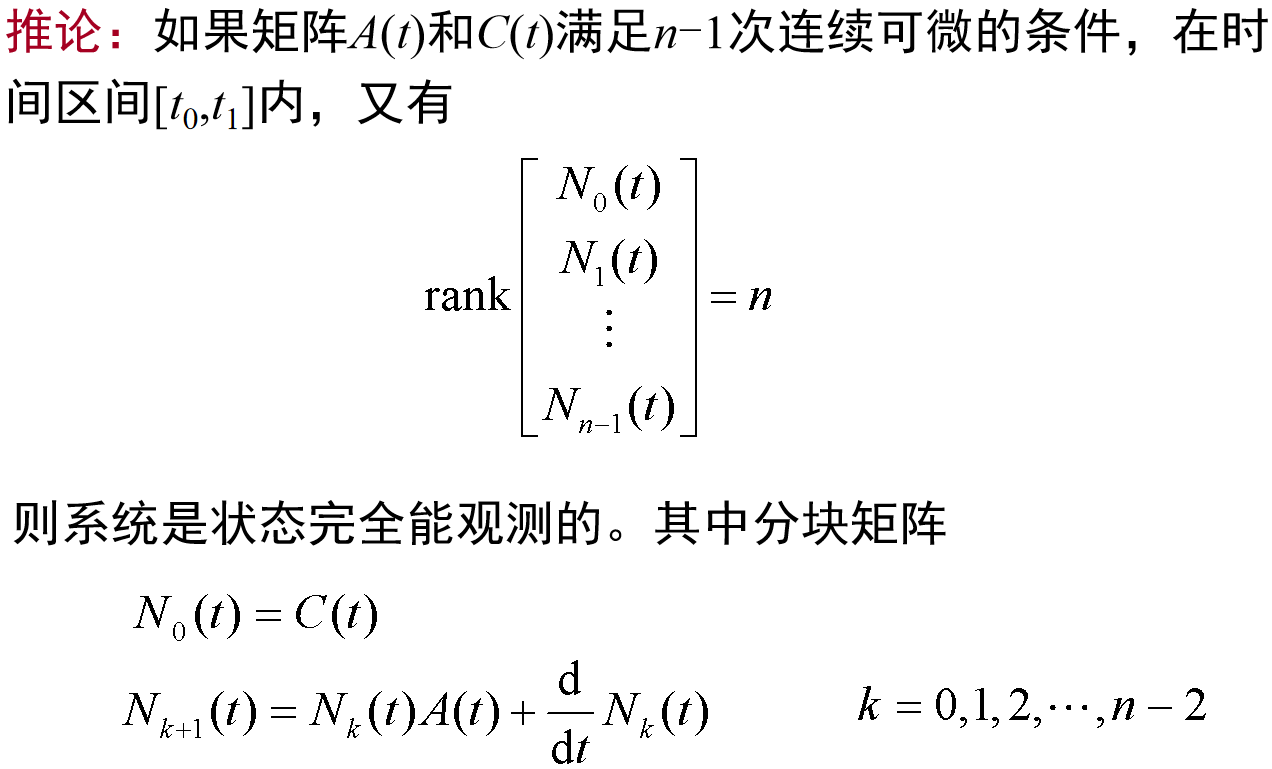 推论：如果矩阵A(t)和C(t)满足n−1次连续可微的条件，在时
间区间[t₀,t₁]内，又有
rank [ N₀(t)
N₁(t)
⋮
Nₙ₋₁(t) ] = n
则系统是状态完全能观测的。其中分块矩阵
N₀(t) = C(t)
Nₖ₊₁(t) = Nₖ(t)A(t) + d/dt Nₖ(t)    k = 0,1,2,⋯,n − 2